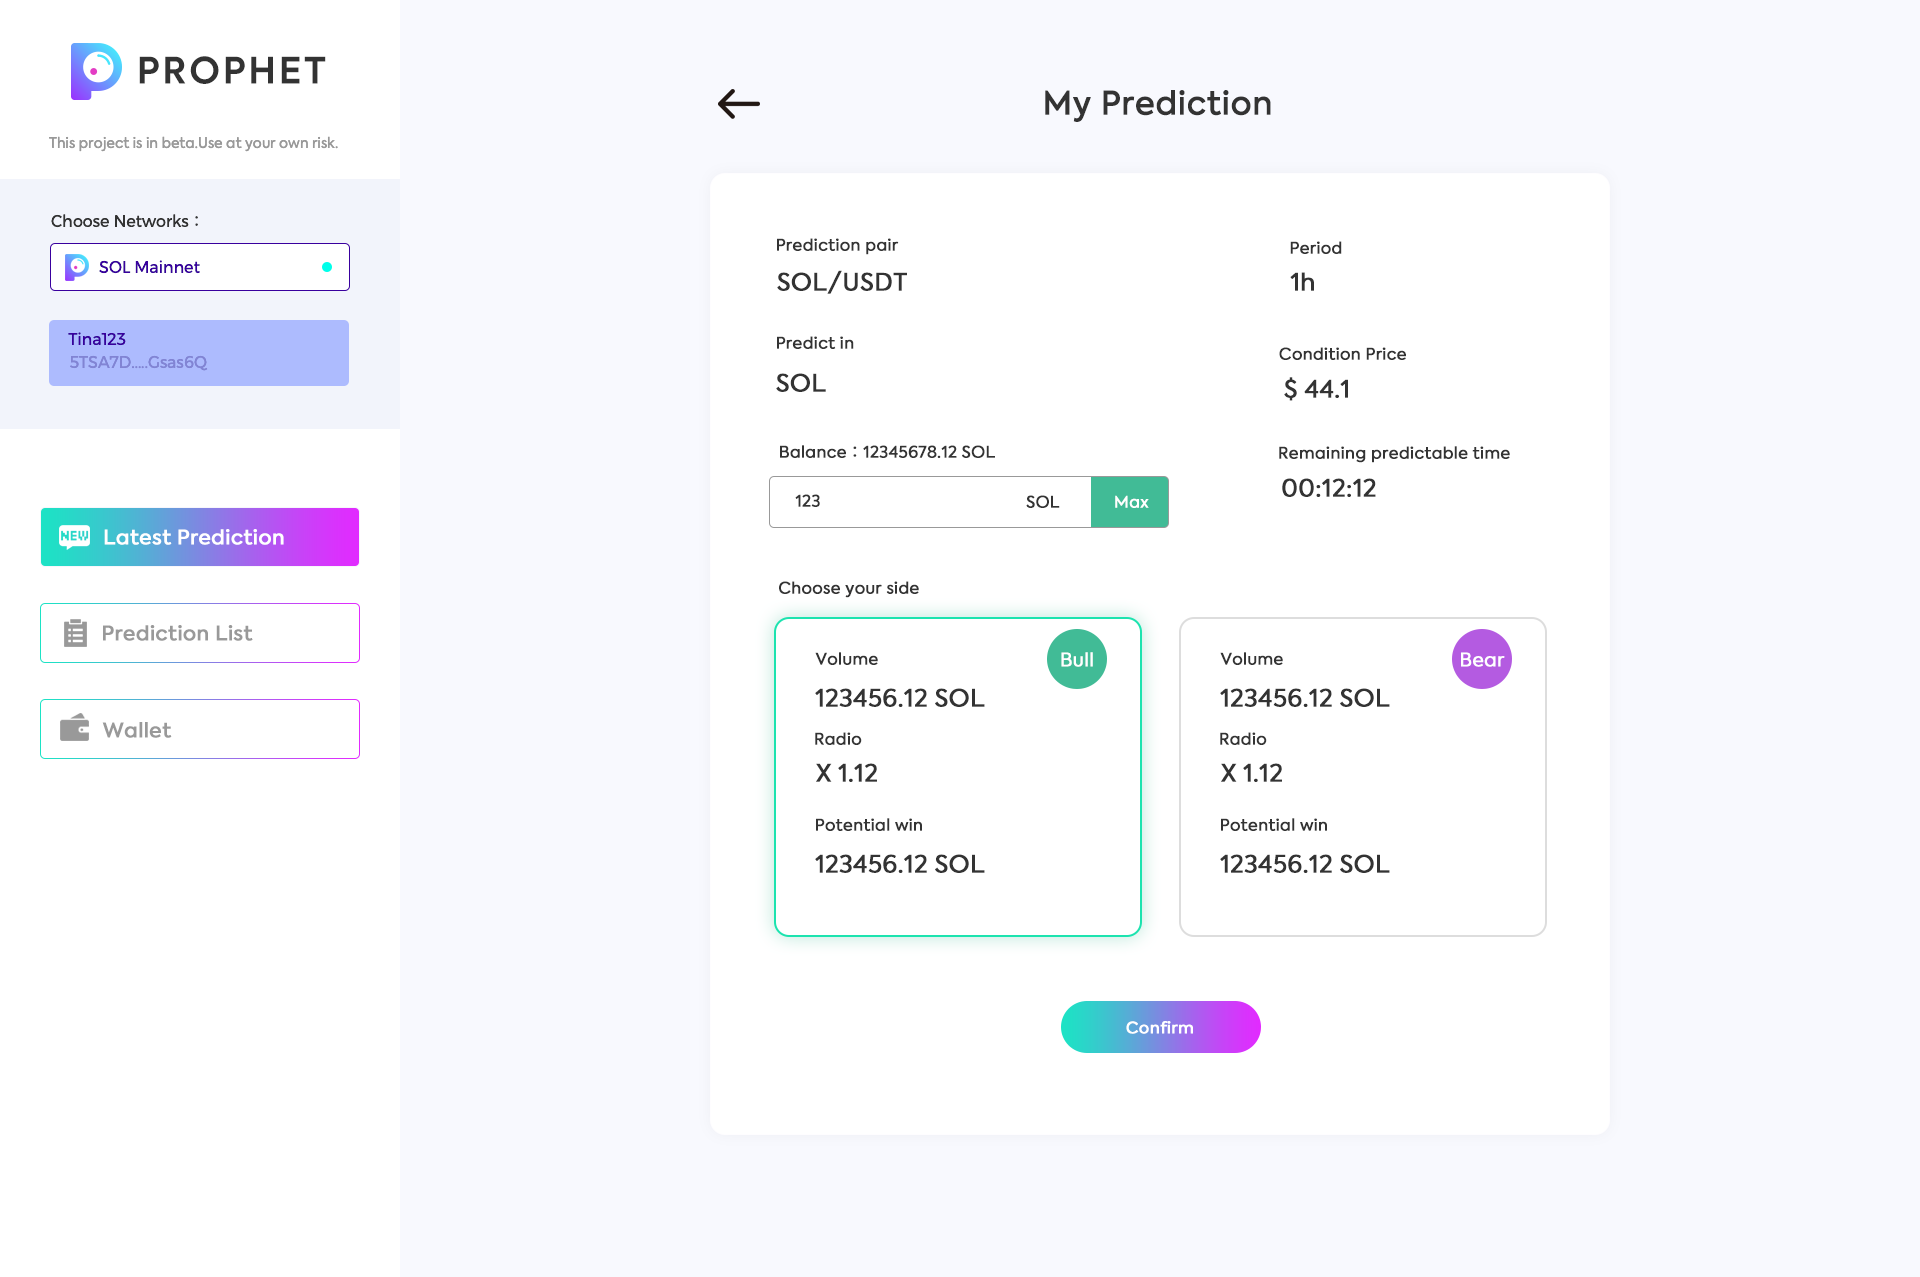 PROPHET
This project is in beta.Use at your own risk.
Choose Networks：
SOL Mainnet
Tina123
5TSA7D.....Gsas6Q
NEW
Latest Prediction
Prediction List
Wallet
My Prediction
Prediction pair
SOL/USDT
Period
1h
Predict in
SOL
Condition Price
$ 44.1
Balance：12345678.12 SOL
123 SOL Max
Remaining predictable time
00:12:12
Choose your side
Volume
Bull
123456.12 SOL
Radio
X 1.12
Potential win
123456.12 SOL
Volume
Bear
123456.12 SOL
Radio
X 1.12
Potential win
123456.12 SOL
Confirm